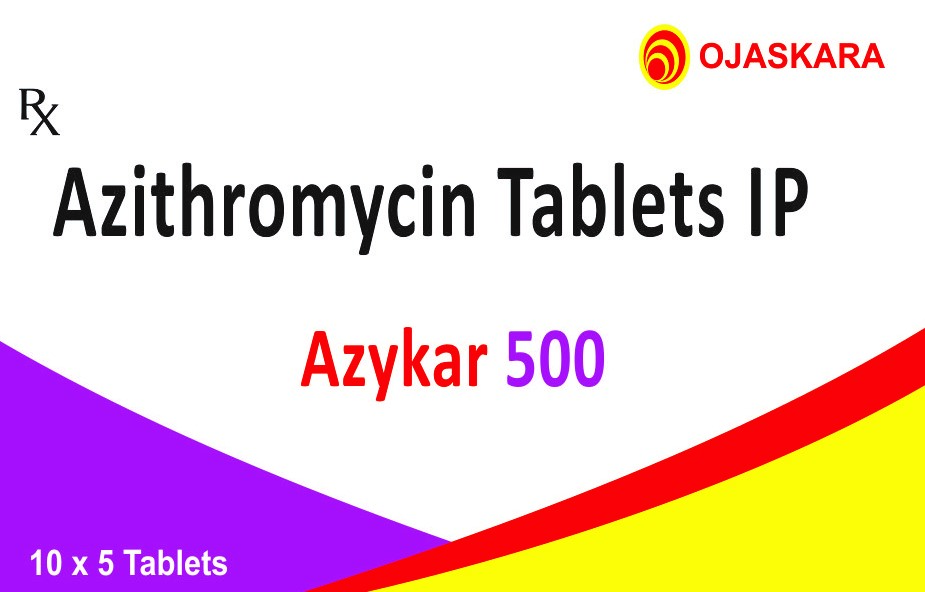 OJASKARA
Rx
Azithromycin Tablets IP
Azykar 500
10 x 5 Tablets